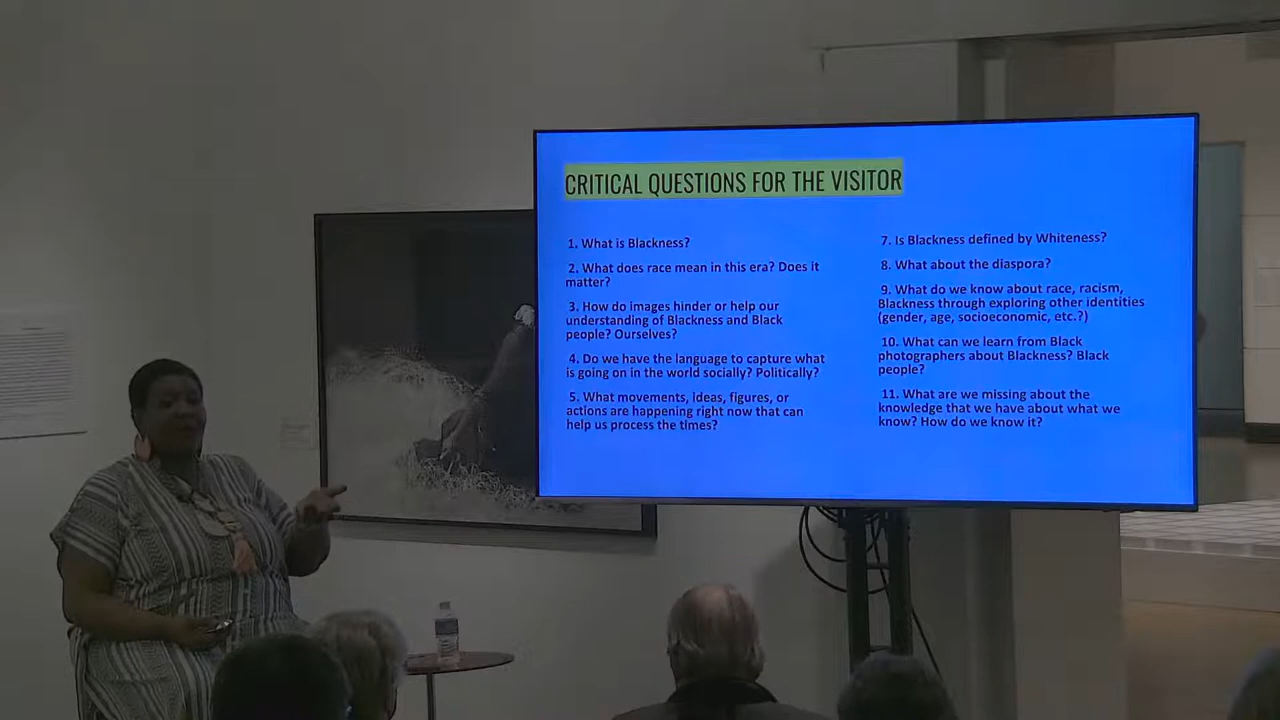 CRITICAL QUESTIONS FOR THE VISITOR
1. What is Blackness?
2. What does race mean in this era? Does it
matter?
3. How do images hinder or help our
understanding of Blackness and Black
people? Ourselves?
4. Do we have the language to capture what
is going on in the world socially? Politically?
5. What movements, ideas, figures, or
actions are happening right now that can
help us process the times?
7. Is Blackness defined by Whiteness?
8. What about the diaspora?
9. What do we know about race, racism,
Blackness through exploring other identities
(gender, age, socioeconomic, etc.?)
10. What can we learn from Black
photographers about Blackness? Black
people?
11. What are we missing about the
knowledge that we have about what we
know? How do we know it?